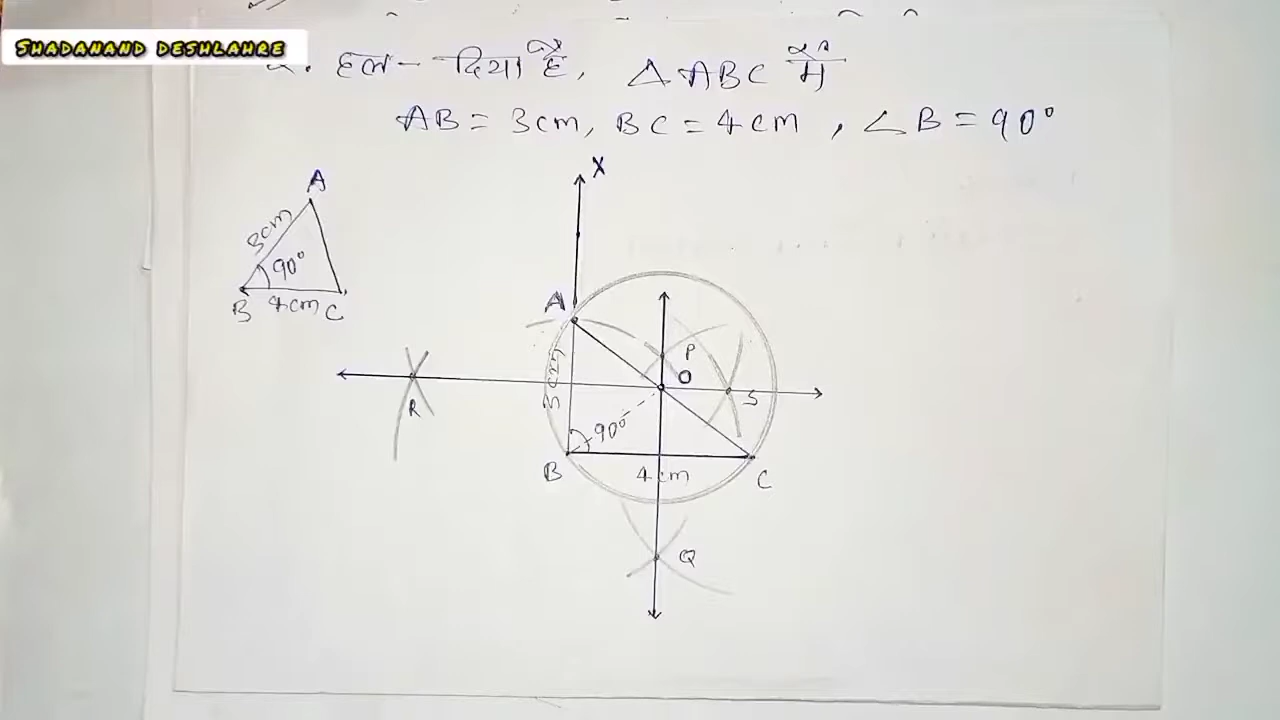 SHADANAND DESHLAHRE
हल- दिया है, △ABC में
AB = 3cm, BC = 4cm, ∠B = 90°
X
A
3cm
90°
B 4cm C
A
P
O
3cm
R
S
90°
B
4cm
C
Q